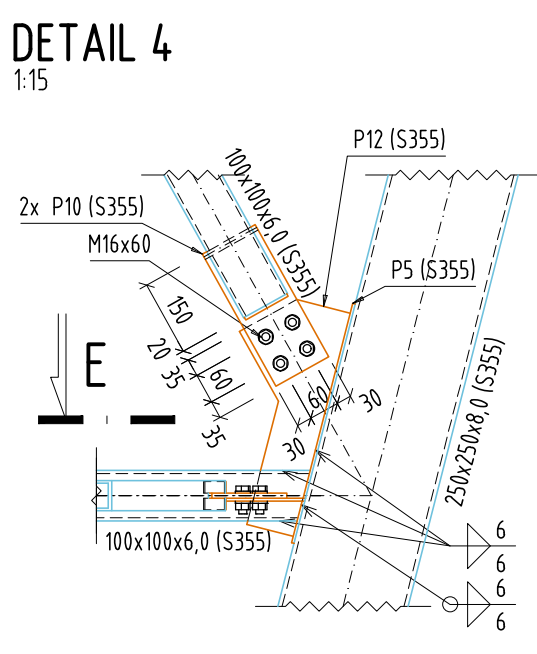 DETAIL 4
1:15
P12 (S355)
100x100x6,0 (S355)
2x P10 (S355)
M16x60
P5 (S355)
150
20
35
60
35
E
60
30
30
250x250x8,0 (S355)
100x100x6,0 (S355)
6
6
6
6